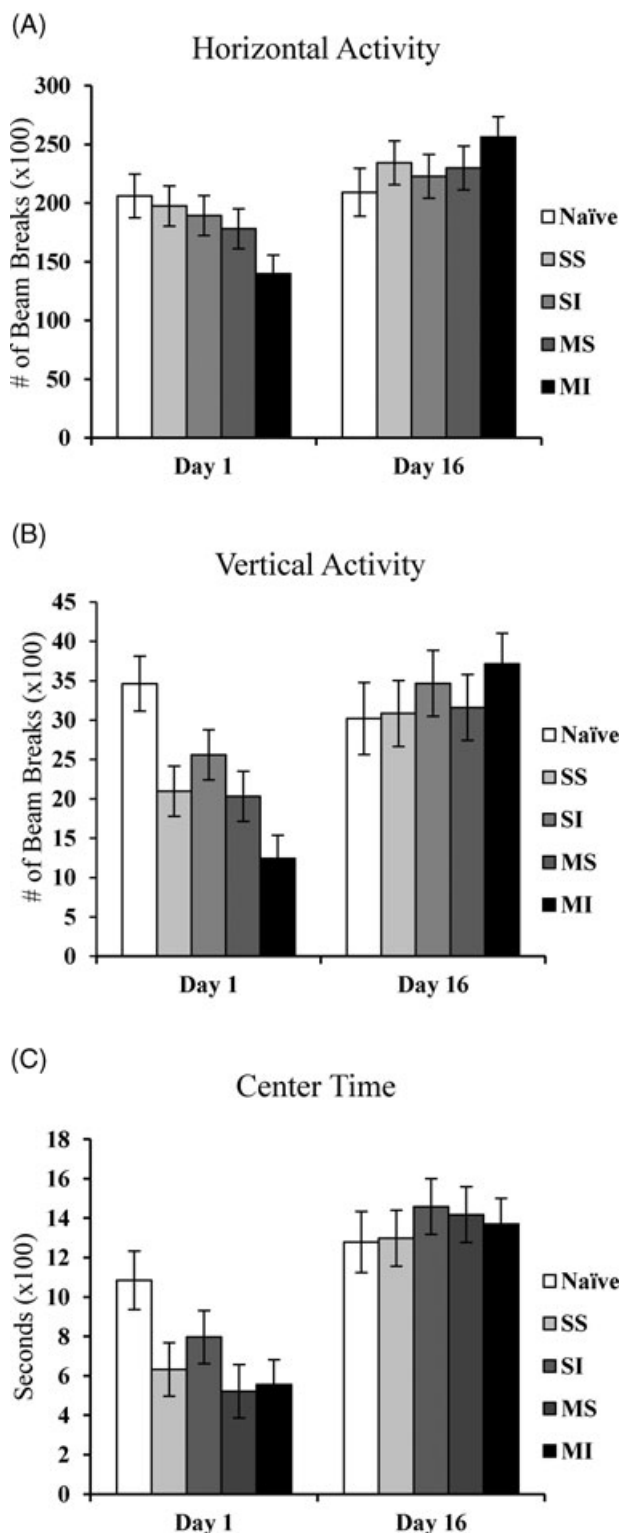 (A)
Horizontal Activity
# of Beam Breaks (x100)
300
250
200
150
100
50
0
Naïve
SS
SI
MS
MI
Day 1
Day 16
(B)
Vertical Activity
# of Beam Breaks (x100)
45
40
35
30
25
20
15
10
5
0
Naïve
SS
SI
MS
MI
Day 1
Day 16
(C)
Center Time
Seconds (x100)
18
16
14
12
10
8
6
4
2
0
Naïve
SS
SI
MS
MI
Day 1
Day 16